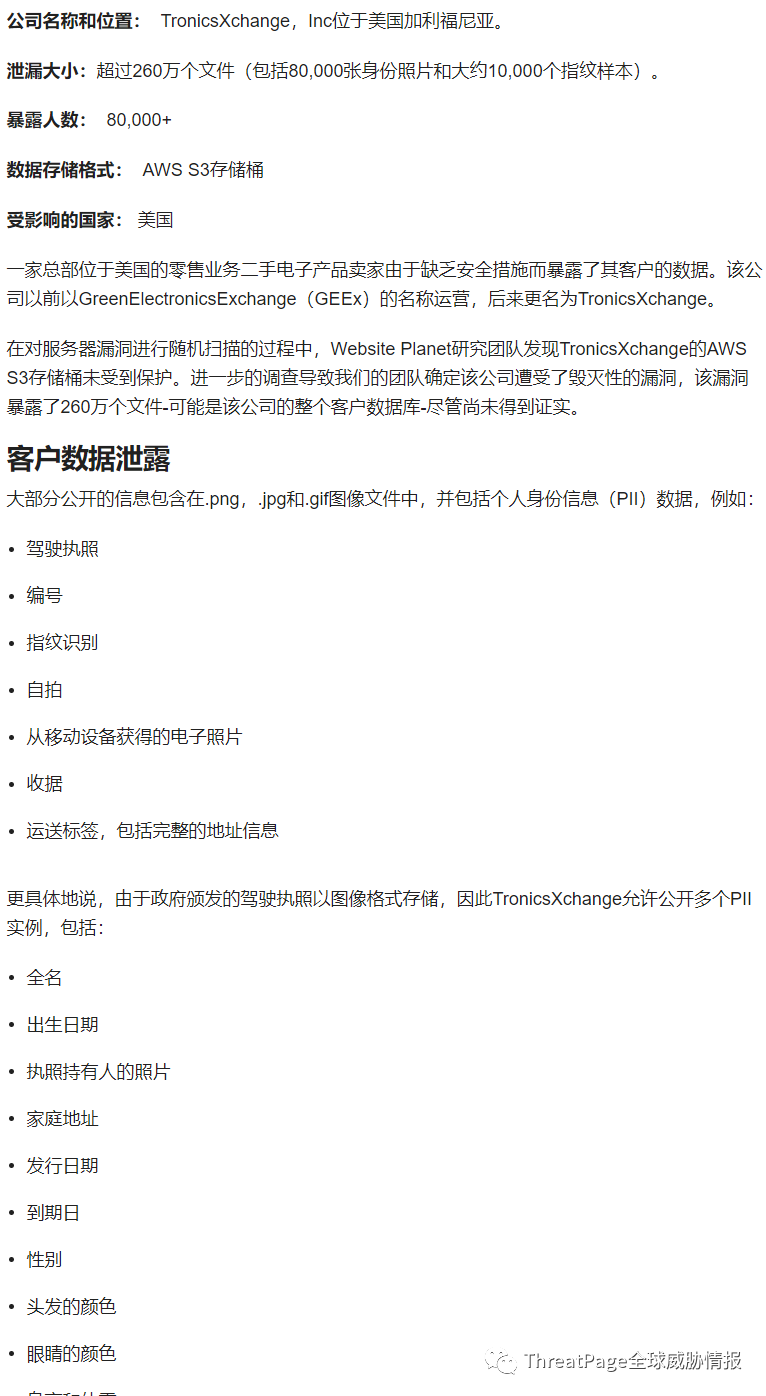 公司名称和位置： TronicsXchange，Inc位于美国加利福尼亚。
泄漏大小：超过260万个文件（包括80,000张身份照片和大约10,000个指纹样本）。
暴露人数： 80,000+
数据存储格式： AWS S3存储桶
受影响的国家： 美国
一家总部位于美国的零售业务二手电子产品卖家由于缺乏安全措施而暴露了其客户的数据。该公
司以前以GreenElectronicsExchange（GEEx）的名称运营，后来更名为TronicsXchange。
在对服务器漏洞进行随机扫描的过程中，Website Planet研究团队发现TronicsXchange的AWS
S3存储桶未受到保护。进一步的调查导致我们的团队确定该公司遭受了毁灭性的漏洞，该漏洞
暴露了260万个文件-可能是该公司的整个客户数据库-尽管尚未得到证实。
客户数据泄露
大部分公开的信息包含在.png，.jpg和.gif图像文件中，并包括个人身份信息（PII）数据，例如：
• 驾驶执照
• 编号
• 指纹识别
• 自拍
• 从移动设备获得的电子照片
• 收据
• 运送标签，包括完整的地址信息
更具体地说，由于政府颁发的驾驶执照以图像格式存储，因此TronicsXchange允许公开多个PII
实例，包括：
• 全名
• 出生日期
• 执照持有人的照片
• 家庭地址
• 发行日期
• 到期日
• 性别
• 头发的颜色
• 眼睛的颜色
ThreatPage全球威胁情报